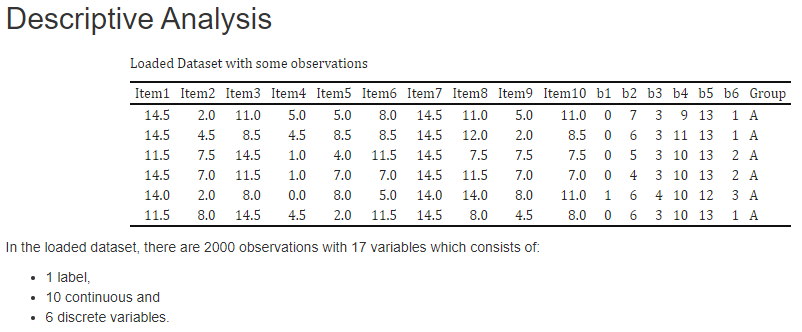 Descriptive Analysis
Loaded Dataset with some observations
Item1 Item2 Item3 Item4 Item5 Item6 Item7 Item8 Item9 Item10 b1 b2 b3 b4 b5 b6 Group
14.5 2.0 11.0 5.0 5.0 8.0 14.5 11.0 5.0 11.0 0 7 3 9 13 1 A
14.5 4.5 8.5 4.5 8.5 8.5 14.5 12.0 2.0 8.5 0 6 3 11 13 1 A
11.5 7.5 14.5 1.0 4.0 11.5 14.5 7.5 7.5 7.5 0 5 3 10 13 2 A
14.5 7.0 11.5 1.0 7.0 7.0 14.5 11.5 7.0 7.0 0 4 3 10 13 2 A
14.0 2.0 8.0 0.0 8.0 5.0 14.0 14.0 8.0 11.0 1 6 4 10 12 3 A
11.5 8.0 14.5 4.5 2.0 11.5 14.5 8.0 4.5 8.0 0 6 3 10 13 1 A
In the loaded dataset, there are 2000 observations with 17 variables which consists of:
• 1 label,
• 10 continuous and
• 6 discrete variables.